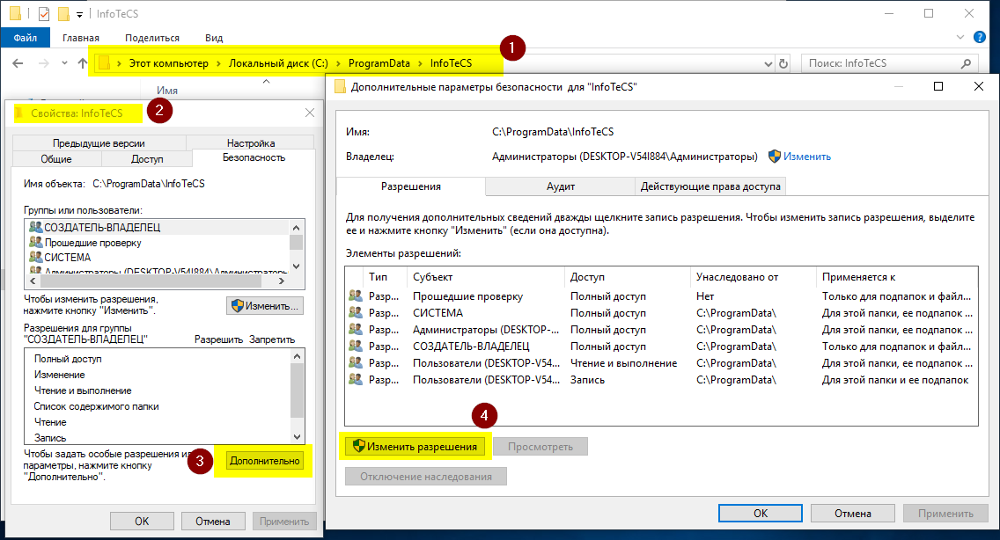 InfoTeCS
Файл
Главная
Поделиться
Вид
1
Этот компьютер
Локальный диск (C:)
ProgramData
InfoTeCS
Поиск: InfoTeCS
Имя
2
Свойства: InfoTeCS
Предыдущие версии
Настройка
Общие
Доступ
Безопасность
Имя объекта: C:\ProgramData\InfoTeCS
Группы или пользователи:
СОЗДАТЕЛЬ-ВЛАДЕЛЕЦ
Прошедшие проверку
СИСТЕМА
Администраторы (DESKTOP-V54I884\Администраторы
Чтобы изменить разрешения,
нажмите кнопку "Изменить".
Изменить...
Разрешения для группы
"СОЗДАТЕЛЬ-ВЛАДЕЛЕЦ"
Разрешить
Запретить
Полный доступ
Изменение
Чтение и выполнение
Список содержимого папки
Чтение
Запись
Чтобы задать особые разрешения или
параметры, нажмите кнопку
"Дополнительно".
3
Дополнительно
OK
Отмена
Применить
Дополнительные параметры безопасности для "InfoTeCS"
Имя: C:\ProgramData\InfoTeCS
Владелец: Администраторы (DESKTOP-V54I884\Администраторы) Изменить
Разрешения
Аудит
Действующие права доступа
Для получения дополнительных сведений дважды щелкните запись разрешения. Чтобы изменить запись разрешения, выделите
ее и нажмите кнопку "Изменить" (если она доступна).
Элементы разрешений:
Тип Субъект Доступ Унаследовано от Применяется к
Разр... Прошедшие проверку Полный доступ Нет Только для подпапок и файл...
Разр... СИСТЕМА Полный доступ C:\ProgramData\ Для этой папки, ее подпапок ...
Разр... Администраторы (DESKTOP-... Полный доступ C:\ProgramData\ Для этой папки, ее подпапок ...
Разр... СОЗДАТЕЛЬ-ВЛАДЕЛЕЦ Полный доступ C:\ProgramData\ Только для подпапок и файл...
Разр... Пользователи (DESKTOP-V54... Чтение и выполнение C:\ProgramData\ Для этой папки, ее подпапок ...
Разр... Пользователи (DESKTOP-V54... Запись C:\ProgramData\ Для этой папки и ее подпапок
4
Изменить разрешения
Просмотреть
Отключение наследования
OK
Отмена
Применить